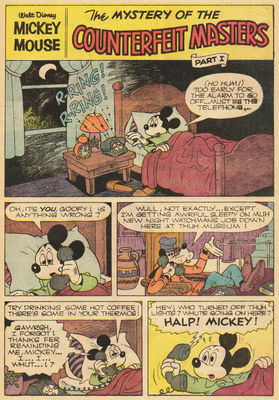 Walt Disney
MICKEY
MOUSE
The MYSTERY OF THE
COUNTERFEIT MASTERS
PART I
R-RING!
R-RING!
(HO HUM!)
TOO EARLY FOR
THE ALARM TO GO
OFF...MUST BE THE
TELEPHONE...
OH, IT'S YOU, GOOFY! IS
ANYTHING WRONG?
WULL, NOT EXACTLY...EXCEPT
I'M GETTING AWFUL SLEEPY ON MUH
NEW NIGHT WATCHMAN'S JOB DOWN
HERE AT THUH MUSEUM!
TRY DRINKING SOME HOT COFFEE!
THERE'S SOME IN YOUR THERMOS!
GAWRSH,
I FORGOT!
THANKS FER
REMINDING
ME, MICKEY...
I...I...
WHUT...!?
HEY! WHO TURNED OFF THUH
LIGHTS? WHUT'S GOING ON HERE?
HALP! MICKEY!